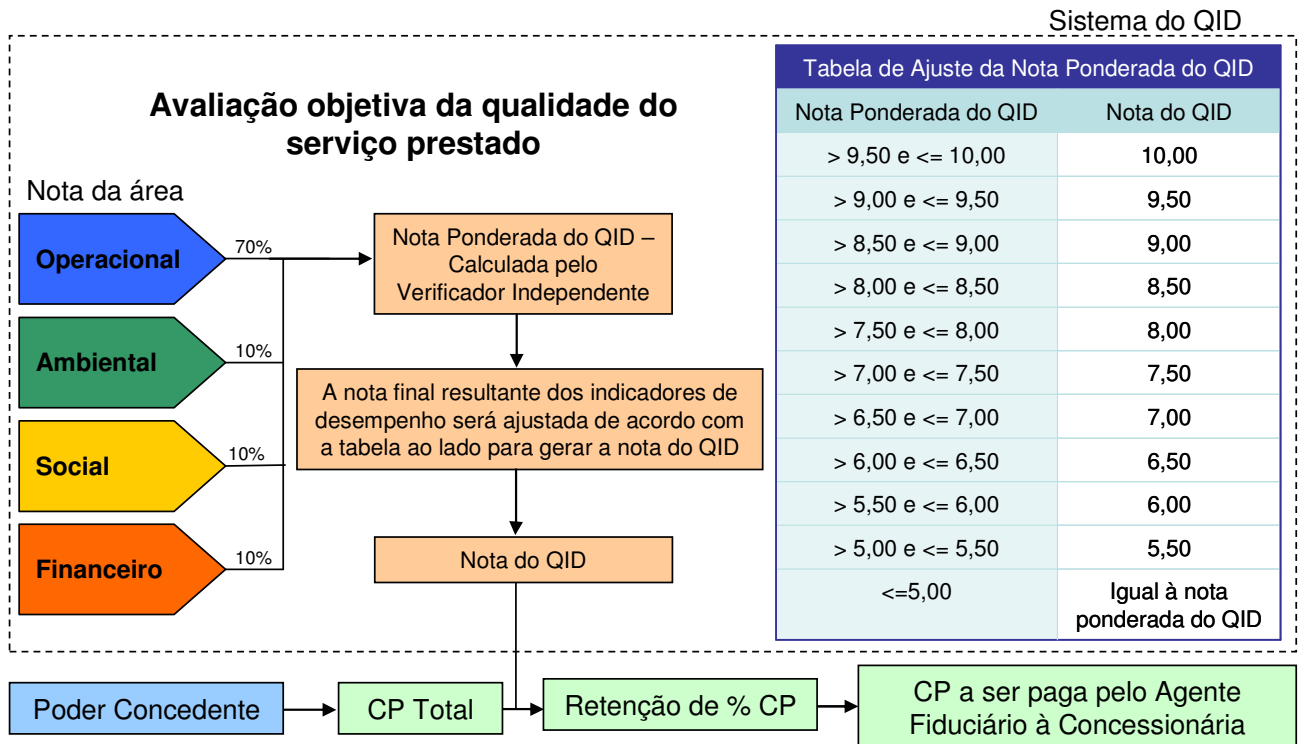 Sistema do QID
Avaliação objetiva da qualidade do
serviço prestado
Nota da área
Operacional
70%
Ambiental
10%
Social
10%
Financeiro
10%
Nota Ponderada do QID –
Calculada pelo
Verificador Independente
A nota final resultante dos indicadores de
desempenho será ajustada de acordo com
a tabela ao lado para gerar a nota do QID
Nota do QID
Tabela de Ajuste da Nota Ponderada do QID
Nota Ponderada do QID Nota do QID
> 9,50 e <= 10,00 10,00
> 9,00 e <= 9,50 9,50
> 8,50 e <= 9,00 9,00
> 8,00 e <= 8,50 8,50
> 7,50 e <= 8,00 8,00
> 7,00 e <= 7,50 7,50
> 6,50 e <= 7,00 7,00
> 6,00 e <= 6,50 6,50
> 5,50 e <= 6,00 6,00
> 5,00 e <= 5,50 5,50
<=5,00 Igual à nota
ponderada do QID
Poder Concedente
CP Total
Retenção de % CP
CP a ser paga pelo Agente
Fiduciário à Concessionária